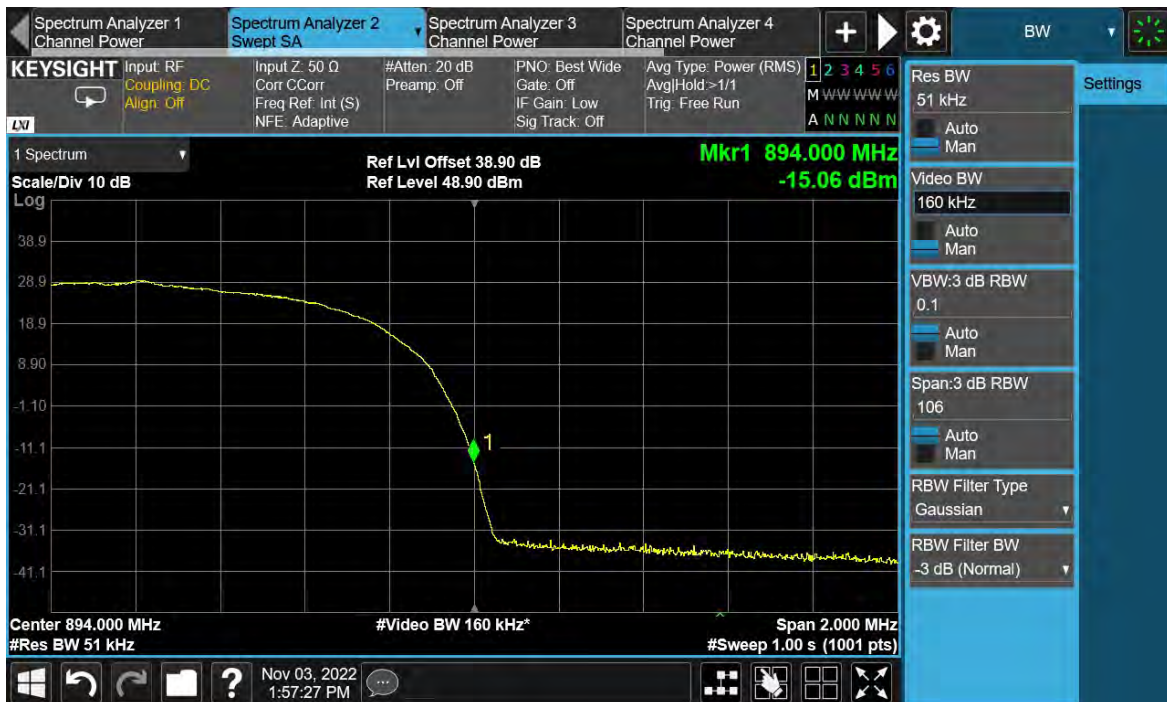 Spectrum Analyzer 1
Channel Power
Spectrum Analyzer 2
Swept SA
Spectrum Analyzer 3
Channel Power
Spectrum Analyzer 4
Channel Power
+
BW
KEYSIGHT
LXI
Input: RF
Coupling: DC
Align: Off
Input Z: 50 Ω
Corr CCorr
Freq Ref: Int (S)
NFE: Adaptive
#Atten: 20 dB
Preamp: Off
PNO: Best Wide
Gate: Off
IF Gain: Low
Sig Track: Off
Avg Type: Power (RMS)
Avg|Hold:>1/1
Trig: Free Run
1 2 3 4 5 6
M W W W W W
A N N N N N
1 Spectrum
Scale/Div 10 dB
Log
Ref Lvl Offset 38.90 dB
Ref Level 48.90 dBm
Mkr1 894.000 MHz
-15.06 dBm
38.9
28.9
18.9
8.90
-1.10
-11.1
-21.1
-31.1
-41.1
1
Center 894.000 MHz
#Res BW 51 kHz
#Video BW 160 kHz*
Span 2.000 MHz
#Sweep 1.00 s (1001 pts)
Res BW
51 kHz
Auto
Man
Video BW
160 kHz
Auto
Man
VBW:3 dB RBW
0.1
Auto
Man
Span:3 dB RBW
106
Auto
Man
RBW Filter Type
Gaussian
RBW Filter BW
-3 dB (Normal)
Settings
?
Nov 03, 2022
1:57:27 PM